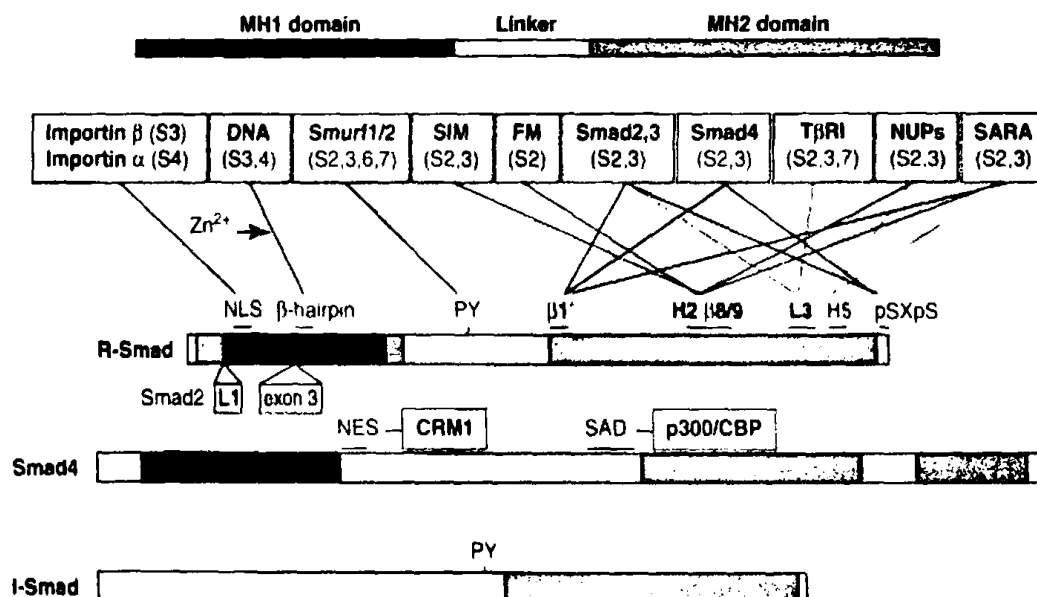 MH1 domain Linker MH2 domain
Importin β (S3) DNA Smurf1/2 SIM FM Smad2,3 Smad4 TβRI NUPs SARA
Importin α (S4) (S3,4) (S2,3,6,7) (S2,3) (S2) (S2,3) (S2,3) (S2,3,7) (S2,3) (S2,3)
Zn2+
NLS β-hairpin PY β1' H2 β8/9 L3 H5 pSXpS
R-Smad
Smad2 L1 exon 3
NES CRM1 SAD p300/CBP
Smad4
PY
I-Smad